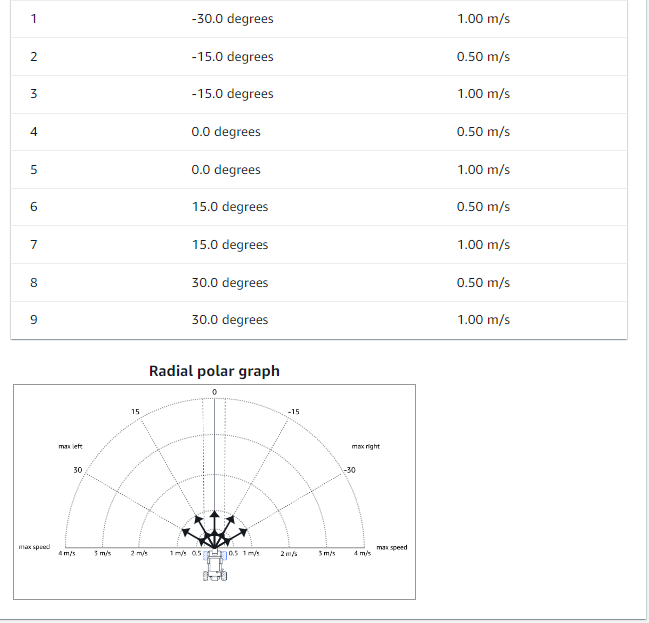 1 -30.0 degrees 1.00 m/s
2 -15.0 degrees 0.50 m/s
3 -15.0 degrees 1.00 m/s
4 0.0 degrees 0.50 m/s
5 0.0 degrees 1.00 m/s
6 15.0 degrees 0.50 m/s
7 15.0 degrees 1.00 m/s
8 30.0 degrees 0.50 m/s
9 30.0 degrees 1.00 m/s
Radial polar graph
0
15 -15
max left max right
30 -30
max speed max speed
4 m/s 3 m/s 2 m/s 1 m/s 0.5 0.5 1 m/s 2 m/s 3 m/s 4 m/s